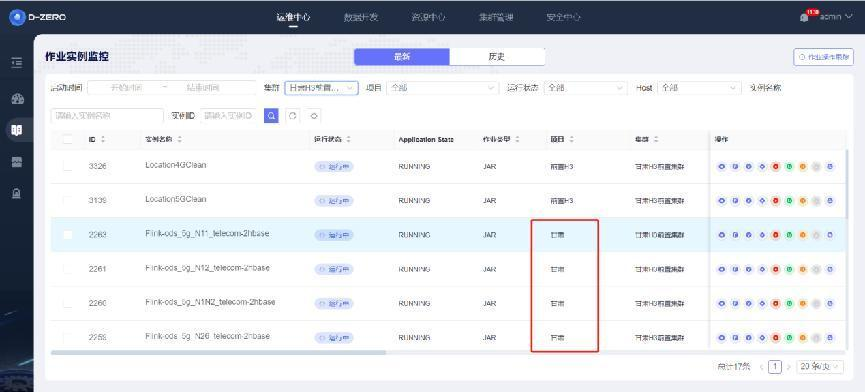 D-ZERO 运维中心 数据开发 资源中心 集群管理 安全中心 admin
作业实例监控 最新 历史 作业操作跟踪
启动时间 开始时间 ~ 结束时间 集群 甘肃H3前置... 项目 全部 运行状态 全部 Host 全部 实例名称
请输入实例名称 实例ID 请输入实例ID
ID 实例名称 运行状态 Application State 作业类型 项目 集群 操作
3326 Location4GClean 运行中 RUNNING JAR 前置H3 甘肃H3前置集群
3139 Location5GClean 运行中 RUNNING JAR 前置H3 甘肃H3前置集群
2263 Flink-ods_5g_N11_telecom-2hbase 运行中 RUNNING JAR 甘肃 甘肃H3前置集群
2261 Flink-ods_5g_N12_telecom-2hbase 运行中 RUNNING JAR 甘肃 甘肃H3前置集群
2260 Flink-ods_5g_N1N2_telecom-2hbase 运行中 RUNNING JAR 甘肃 甘肃H3前置集群
2259 Flink-ods_5g_N26_telecom-2hbase 运行中 RUNNING JAR 甘肃 甘肃H3前置集群
总计17条 1 20 条/页